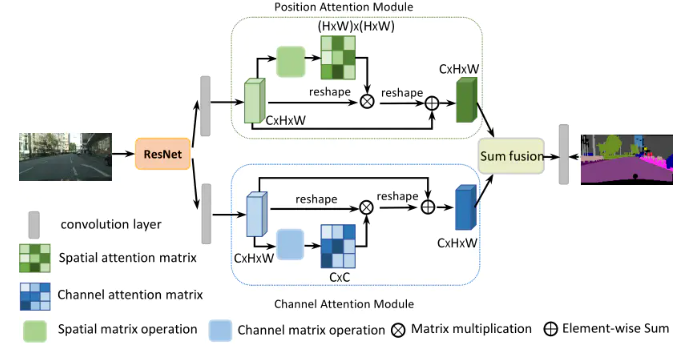 Position Attention Module
(HxW)x(HxW)
CxHxW
reshape
reshape
CxHxW
ResNet
Sum fusion
reshape
reshape
CxHxW
CxC
CxHxW
Channel Attention Module
convolution layer
Spatial attention matrix
Channel attention matrix
Spatial matrix operation
Channel matrix operation
Matrix multiplication
Element-wise Sum